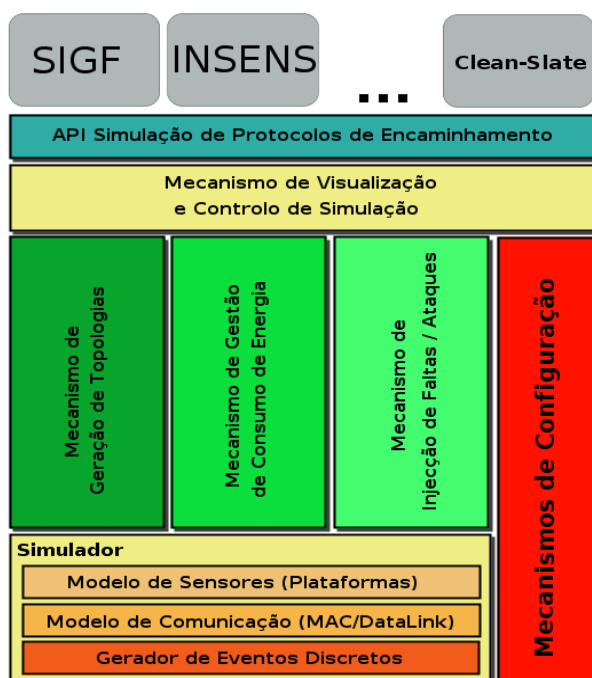 SIGF
INSENS
...
Clean-Slate
API Simulação de Protocolos de Encaminhamento
Mecanismo de Visualização
e Controlo de Simulação
Mecanismo de
Geração de Topologias
Mecanismo de Gestão
de Consumo de Energia
Mecanismo de
Injecção de Faltas / Ataques
Mecanismos de Configuração
Simulador
Modelo de Sensores (Plataformas)
Modelo de Comunicação (MAC/DataLink)
Gerador de Eventos Discretos